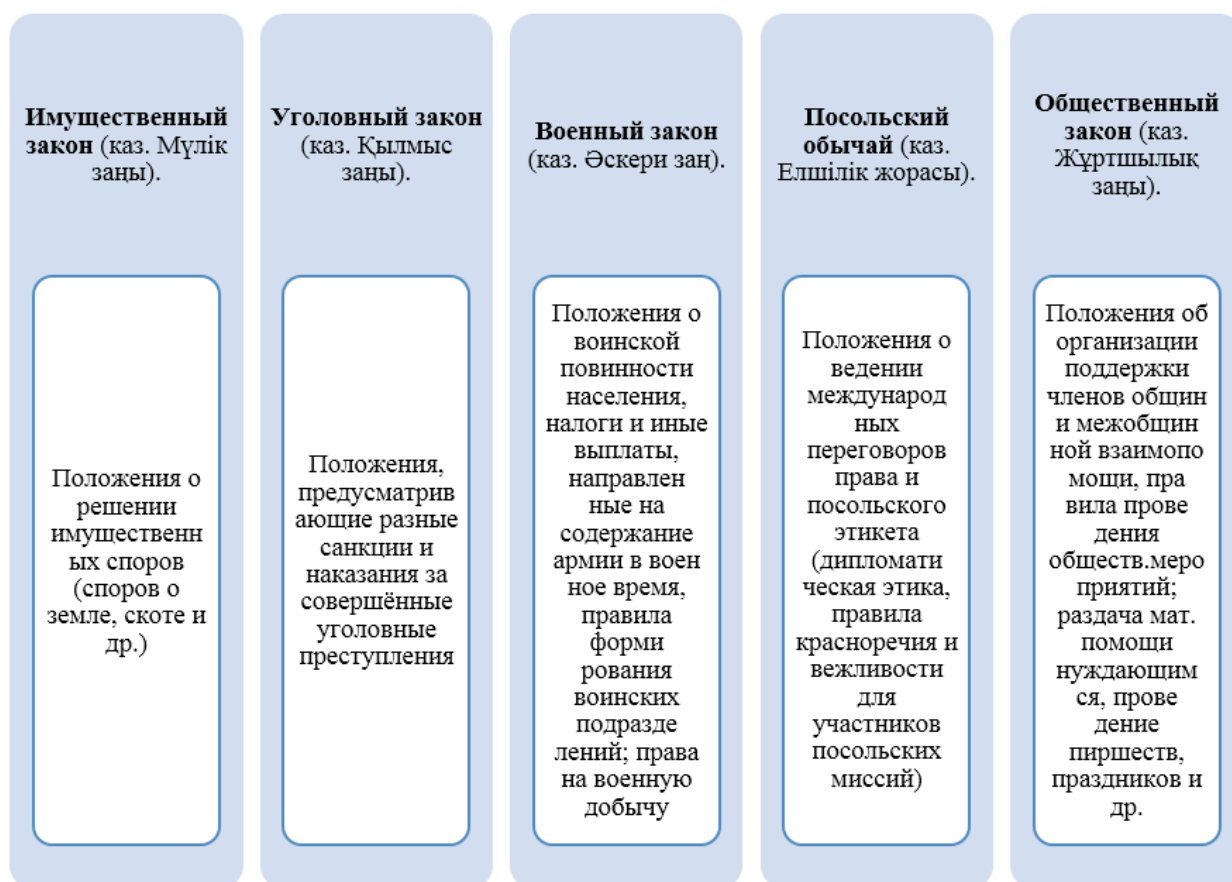 Имущественный
закон (каз. Мүлік
заңы).
Положения о
решении
имущественн
ых споров
(споров о
земле, скоте и
др.)
Уголовный закон
(каз. Қылмыс
заңы).
Положения,
предусматрив
ающие разные
санкции и
наказания за
совершённые
уголовные
преступления
Военный закон
(каз. Әскери заң).
Положения о
воинской
повинности
населения,
налоги и иные
выплаты,
направлен
ные на
содержание
армии в воен
ное время,
правила
форми
рования
воинских
подразде
лений; права
на военную
добычу
Посольский
обычай (каз.
Елшілік жорасы).
Положения о
ведении
международ
ных
переговоров
права и
посольского
этикета
(дипломати
ческая этика,
правила
красноречия и
вежливости
для
участников
посольских
миссий)
Общественный
закон (каз.
Жұртшылық
заңы).
Положения об
организации
поддержки
членов общин
и межобщин
ной взаимопо
мощи, пра
вила прове
дения
обществ.меро
приятий;
раздача мат.
помощи
нуждающим
ся, прове
дение
пиршеств,
праздников и
др.